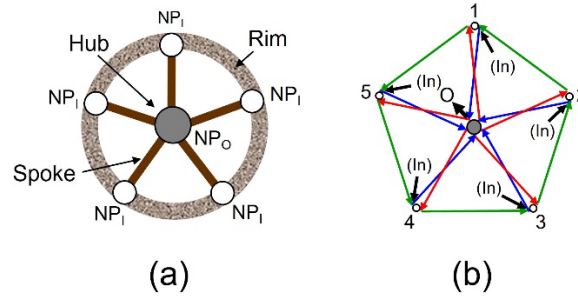 NPI
Hub
Rim
NPI
NPI
NPO
Spoke
NPI
NPI
(a)
1
(In)
5
(In)
O
2
(In)
(In)
(In)
4
3
(b)